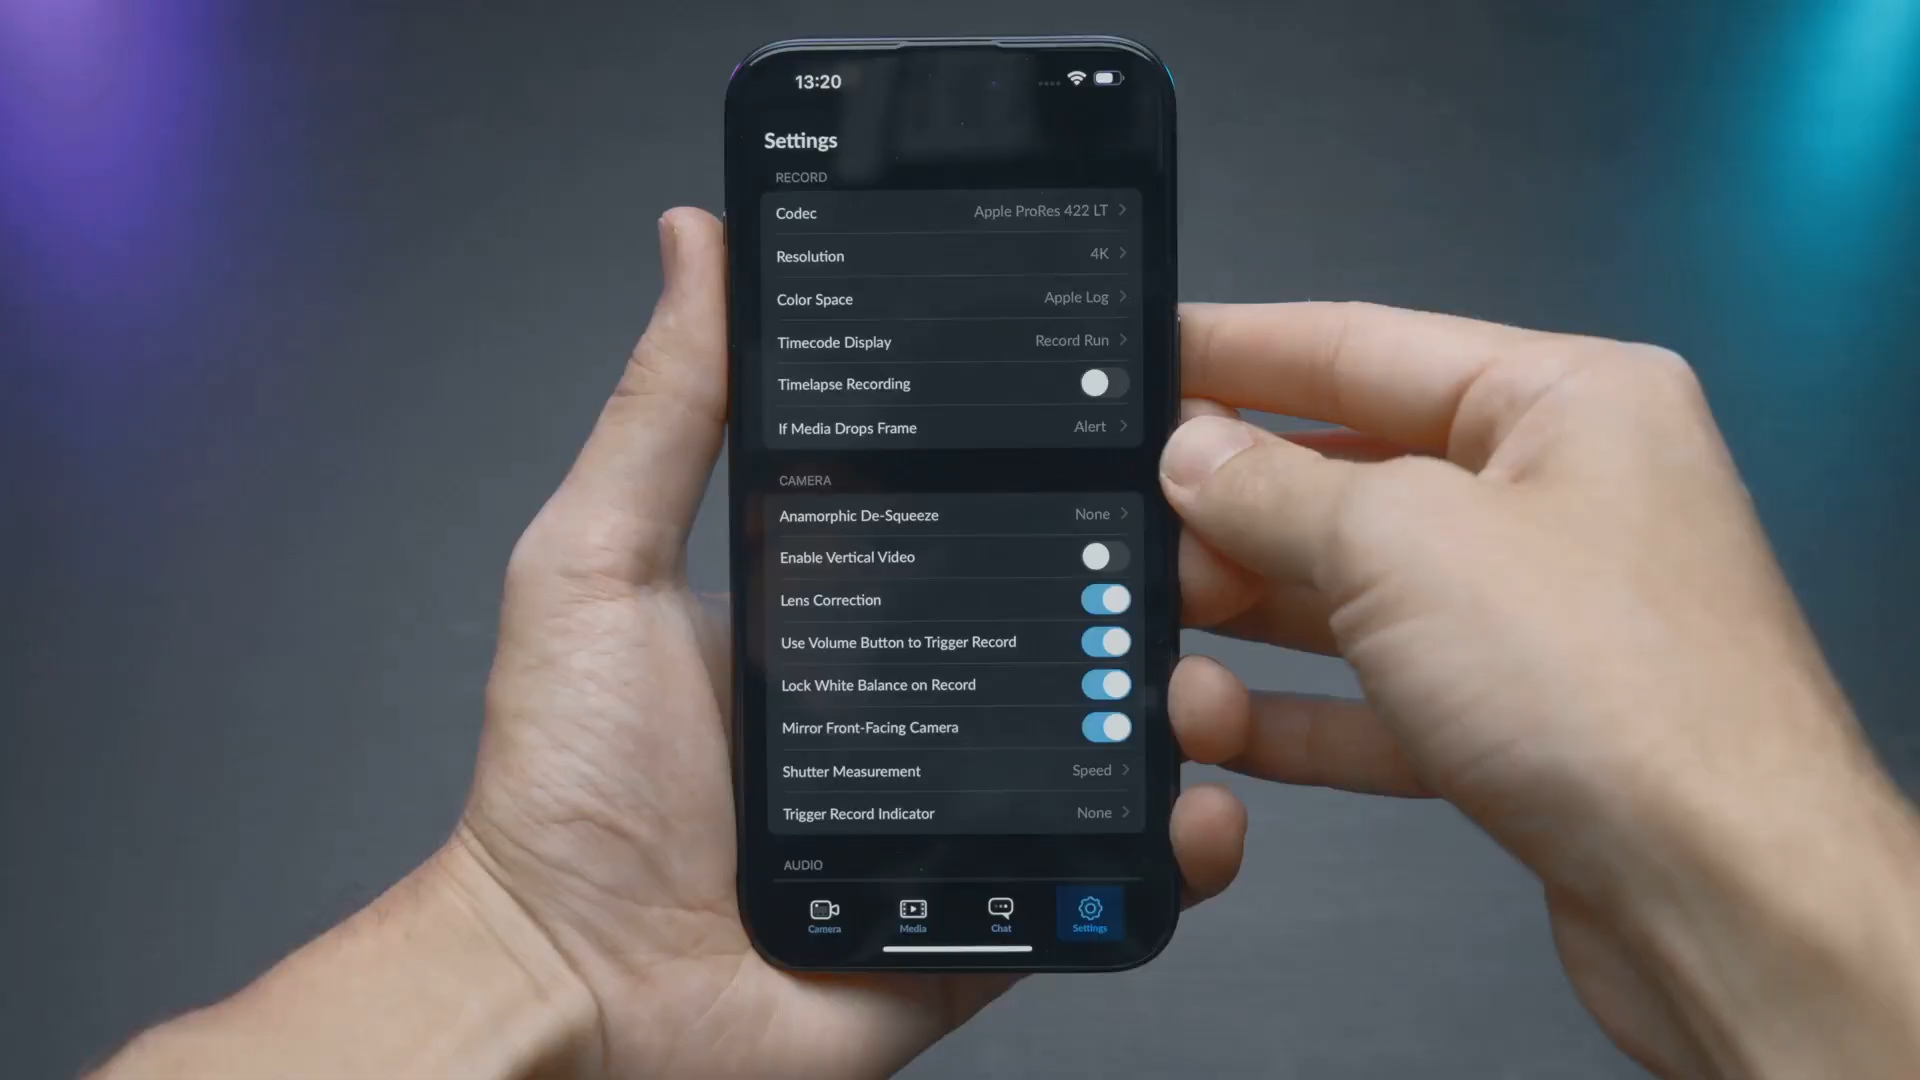 13:20
Settings
RECORD
Codec Apple ProRes 422 LT
Resolution 4K
Color Space Apple Log
Timecode Display Record Run
Timelapse Recording
If Media Drops Frame Alert
CAMERA
Anamorphic De-Squeeze None
Enable Vertical Video
Lens Correction
Use Volume Button to Trigger Record
Lock White Balance on Record
Mirror Front-Facing Camera
Shutter Measurement Speed
Trigger Record Indicator None
AUDIO
Camera Media Chat Settings